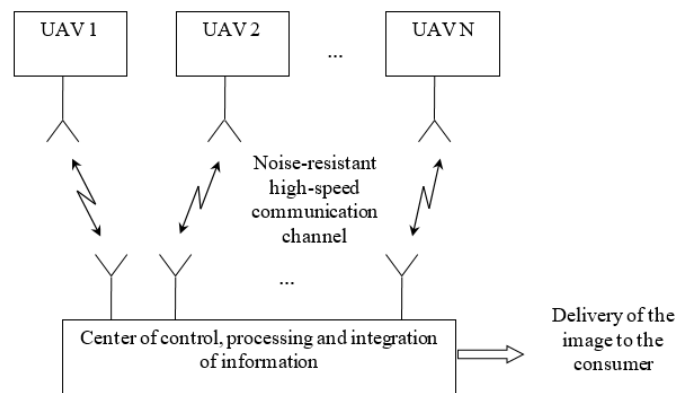 UAV 1
UAV 2
...
UAV N
Noise-resistant
high-speed
communication
channel
...
Center of control, processing and integration
of information
Delivery of the
image to the
consumer